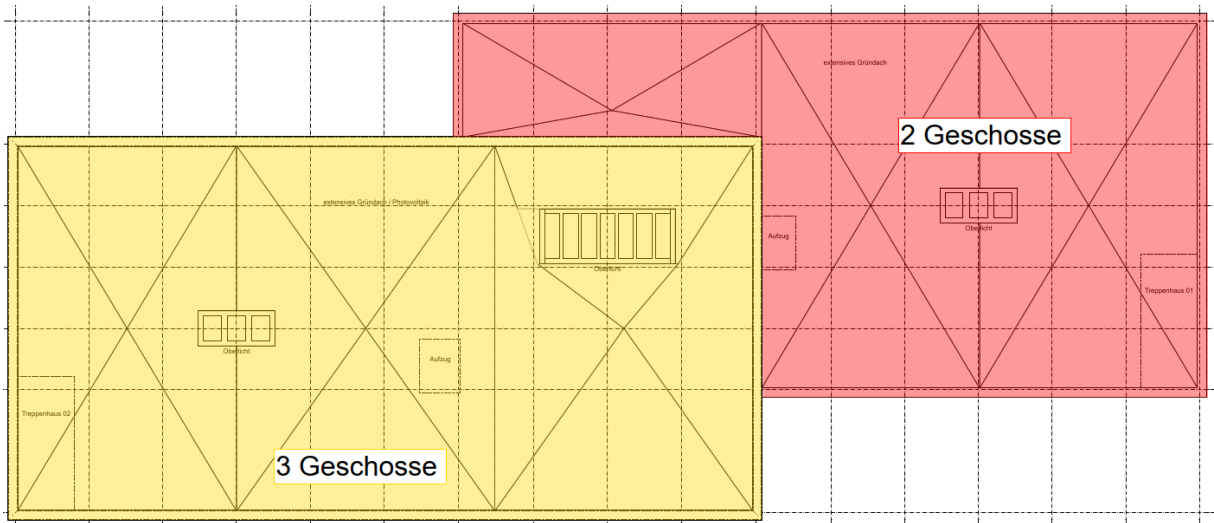 extensives Gründach
2 Geschosse
extensives Gründach / Photovoltaik
Aufzug
Oberlicht
Oberlicht
Treppenhaus 01
Oberlicht
Aufzug
Treppenhaus 02
3 Geschosse